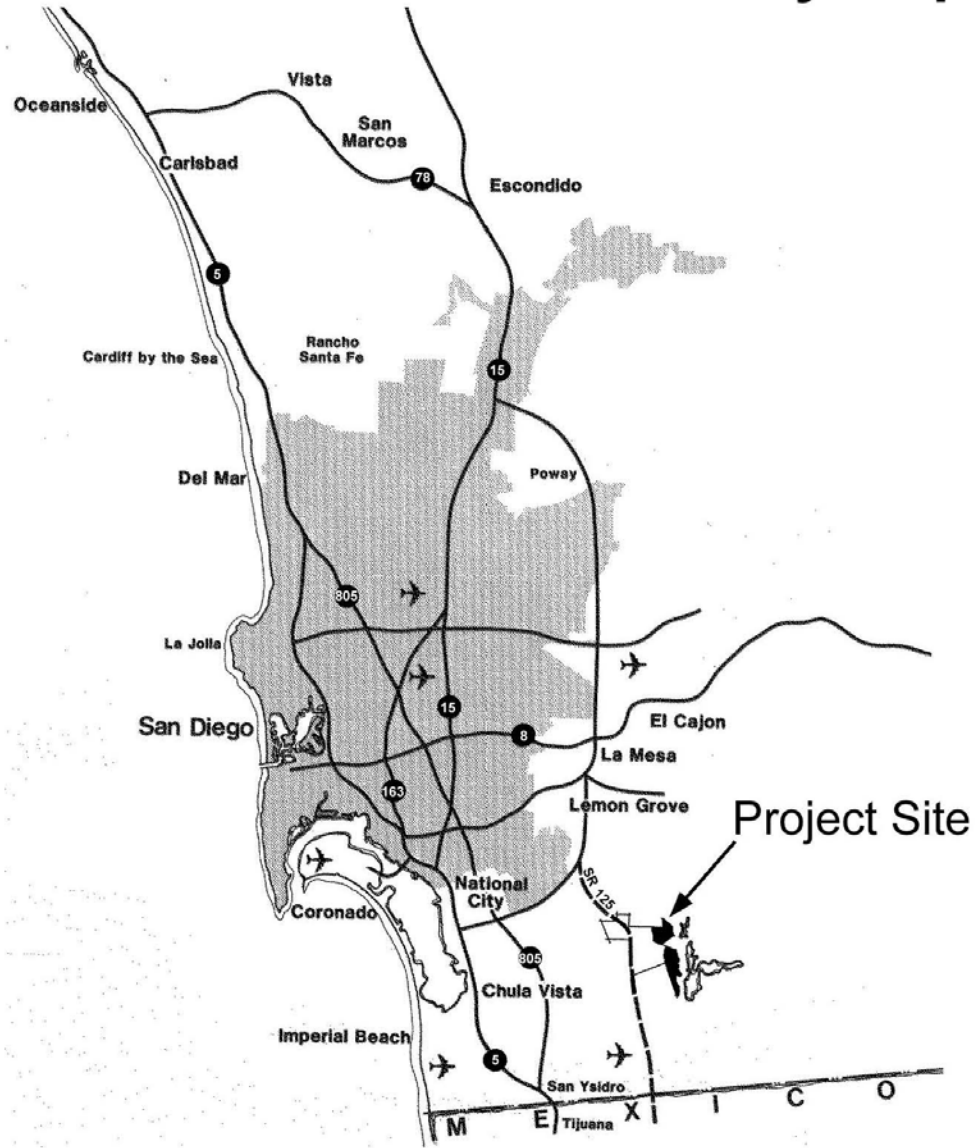 Oceanside
Vista
San
Marcos
Carlsbad
78
Escondido
5
Cardiff by the Sea
Rancho
Santa Fe
15
Del Mar
Poway
805
La Jolla
San Diego
15
8
El Cajon
La Mesa
163
Lemon Grove
Project Site
National
City
SR 125
Coronado
805
Chula Vista
Imperial Beach
5
San Ysidro
M E X I C O
Tijuana